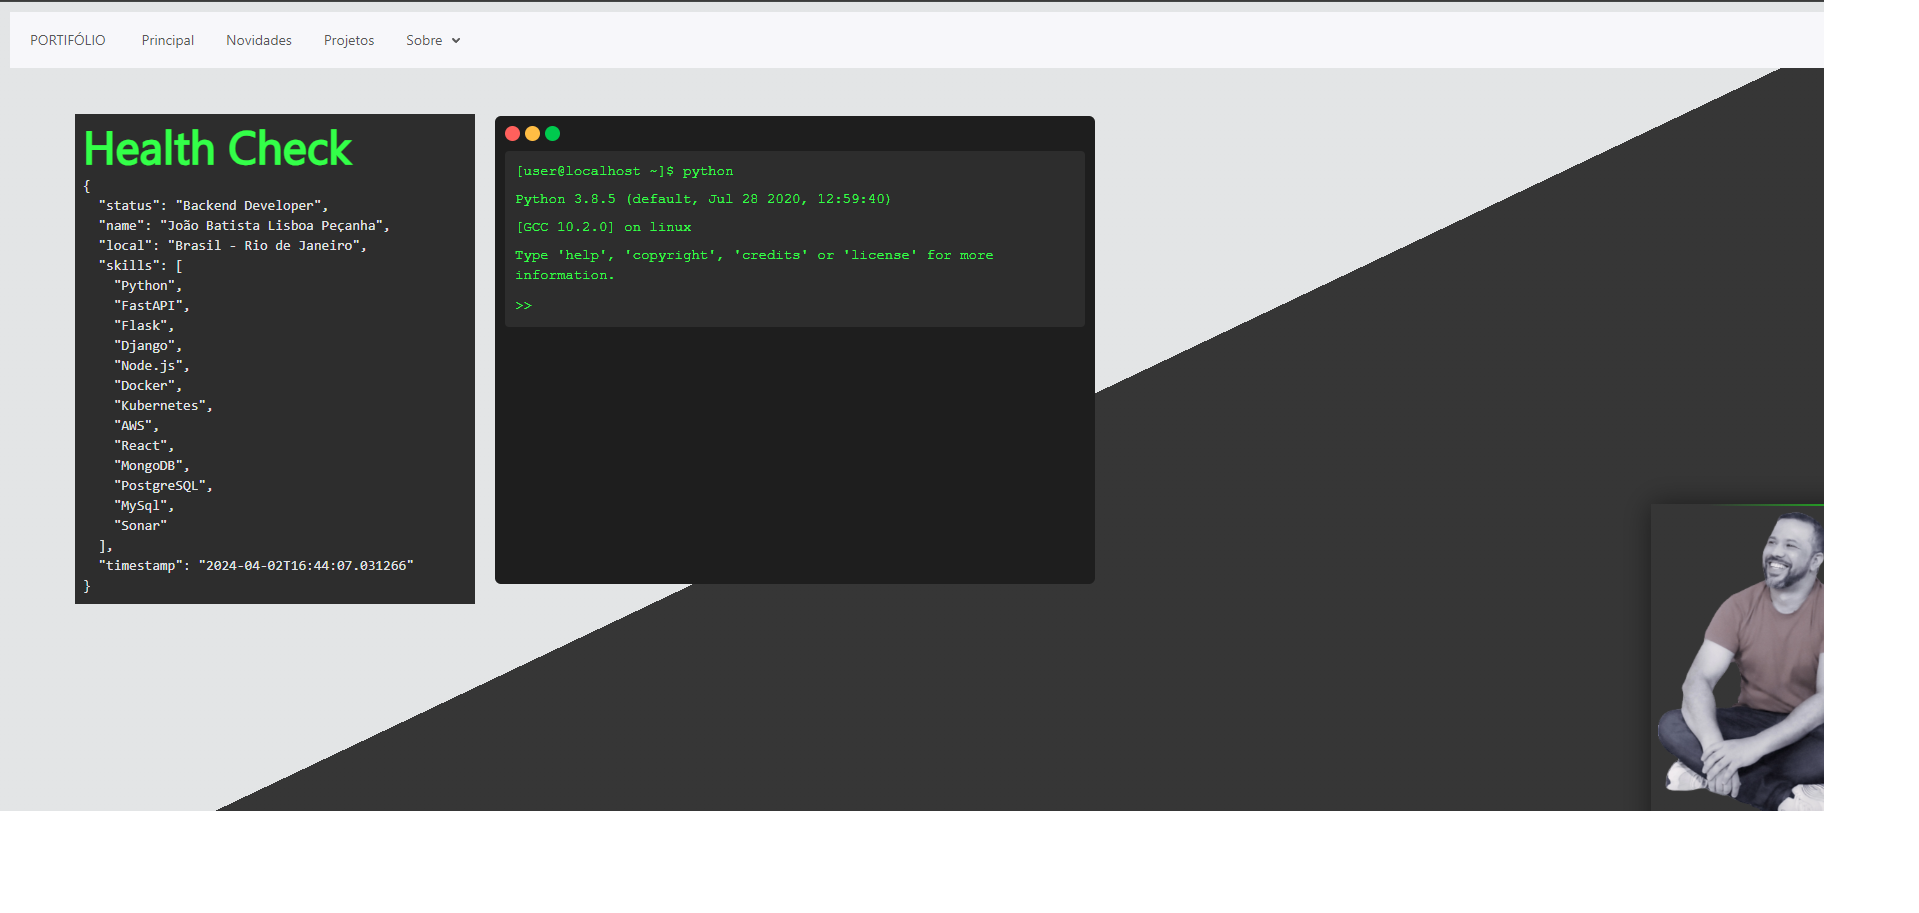 PORTIFÓLIO Principal Novidades Projetos Sobre
Health Check
{
"status": "Backend Developer",
"name": "João Batista Lisboa Peçanha",
"local": "Brasil - Rio de Janeiro",
"skills": [
"Python",
"FastAPI",
"Flask",
"Django",
"Node.js",
"Docker",
"Kubernetes",
"AWS",
"React",
"MongoDB",
"PostgreSQL",
"MySql",
"Sonar"
],
"timestamp": "2024-04-02T16:44:07.031266"
}
[user@localhost ~]$ python
Python 3.8.5 (default, Jul 28 2020, 12:59:40)
[GCC 10.2.0] on linux
Type 'help', 'copyright', 'credits' or 'license' for more
information.
>>